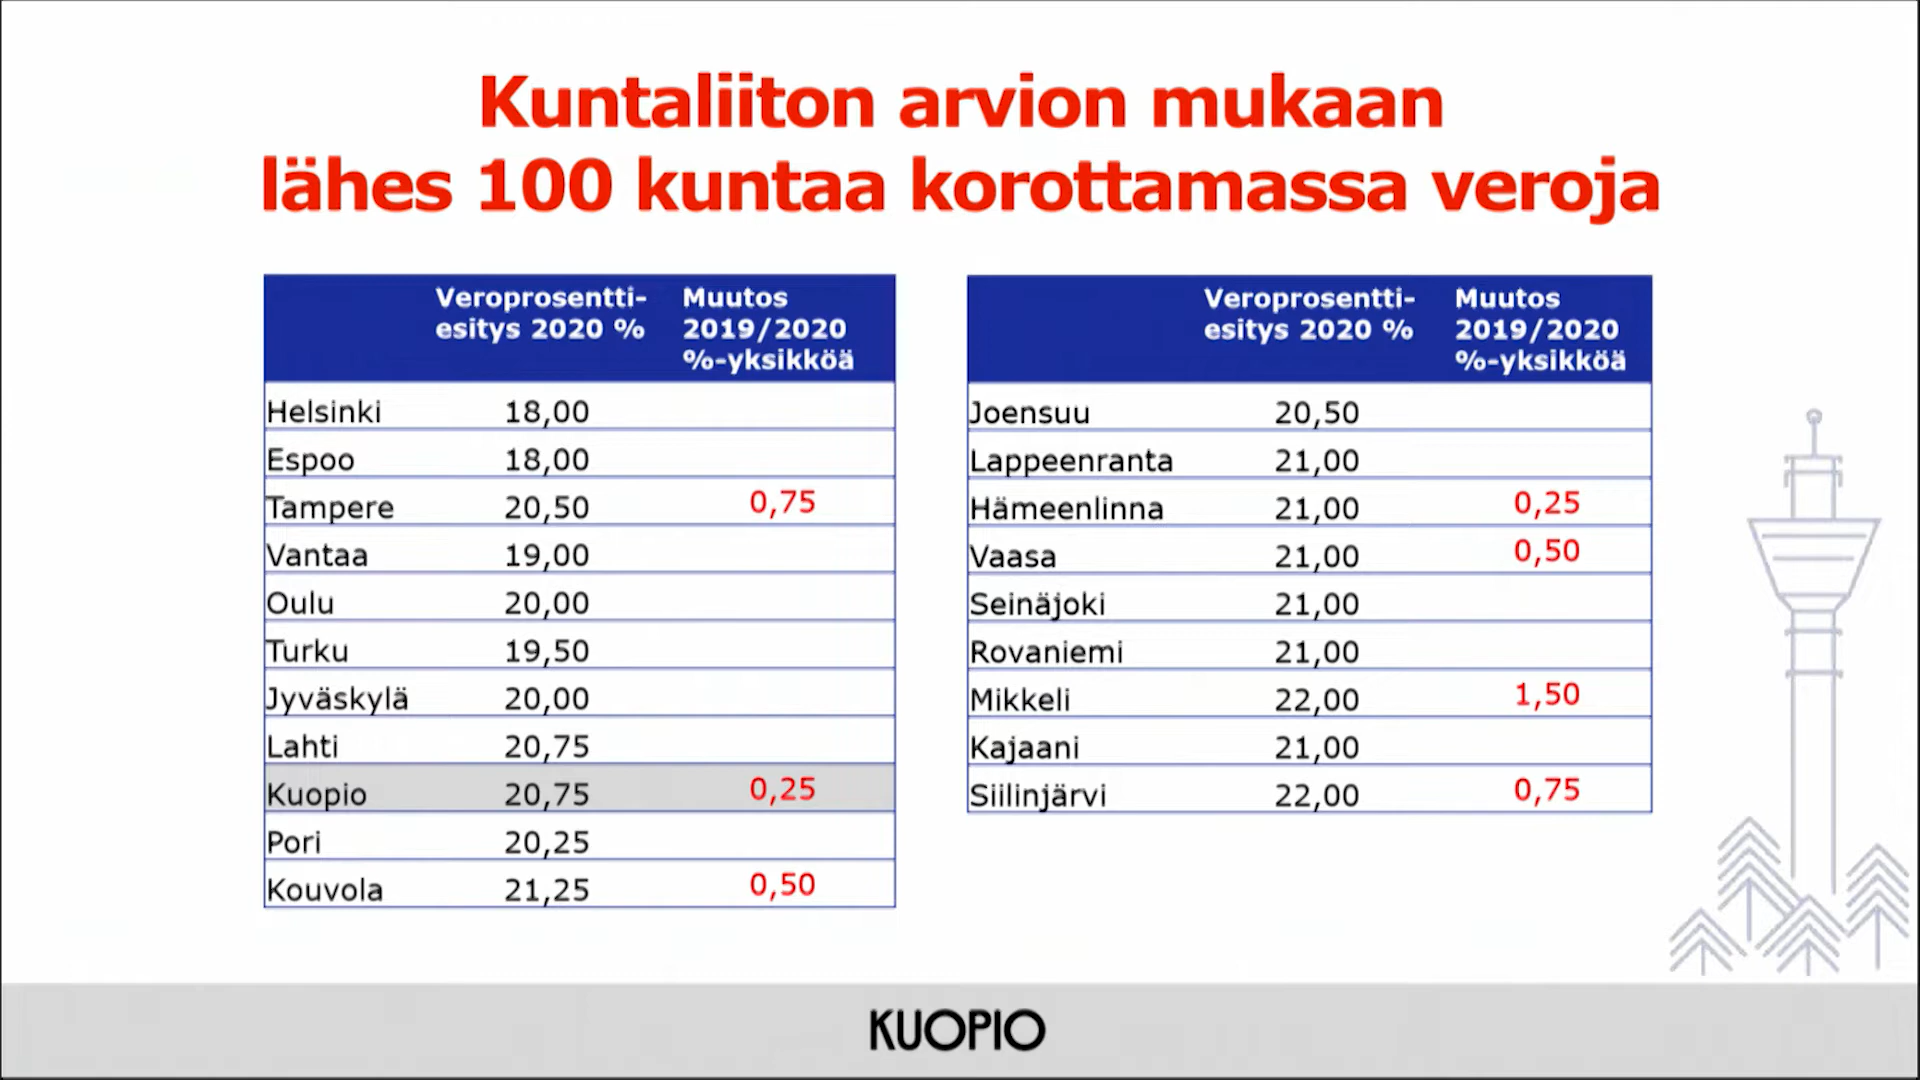 Kuntaliiton arvion mukaan
lähes 100 kuntaa korottamassa veroja
Veroprosentti- Muutos
esitys 2020 % 2019/2020
%-yksikköä
Helsinki 18,00
Espoo 18,00
Tampere 20,50 0,75
Vantaa 19,00
Oulu 20,00
Turku 19,50
Jyväskylä 20,00
Lahti 20,75
Kuopio 20,75 0,25
Pori 20,25
Kouvola 21,25 0,50
Veroprosentti- Muutos
esitys 2020 % 2019/2020
%-yksikköä
Joensuu 20,50
Lappeenranta 21,00
Hämeenlinna 21,00 0,25
Vaasa 21,00 0,50
Seinäjoki 21,00
Rovaniemi 21,00
Mikkeli 22,00 1,50
Kajaani 21,00
Siilinjärvi 22,00 0,75
KUOPIO